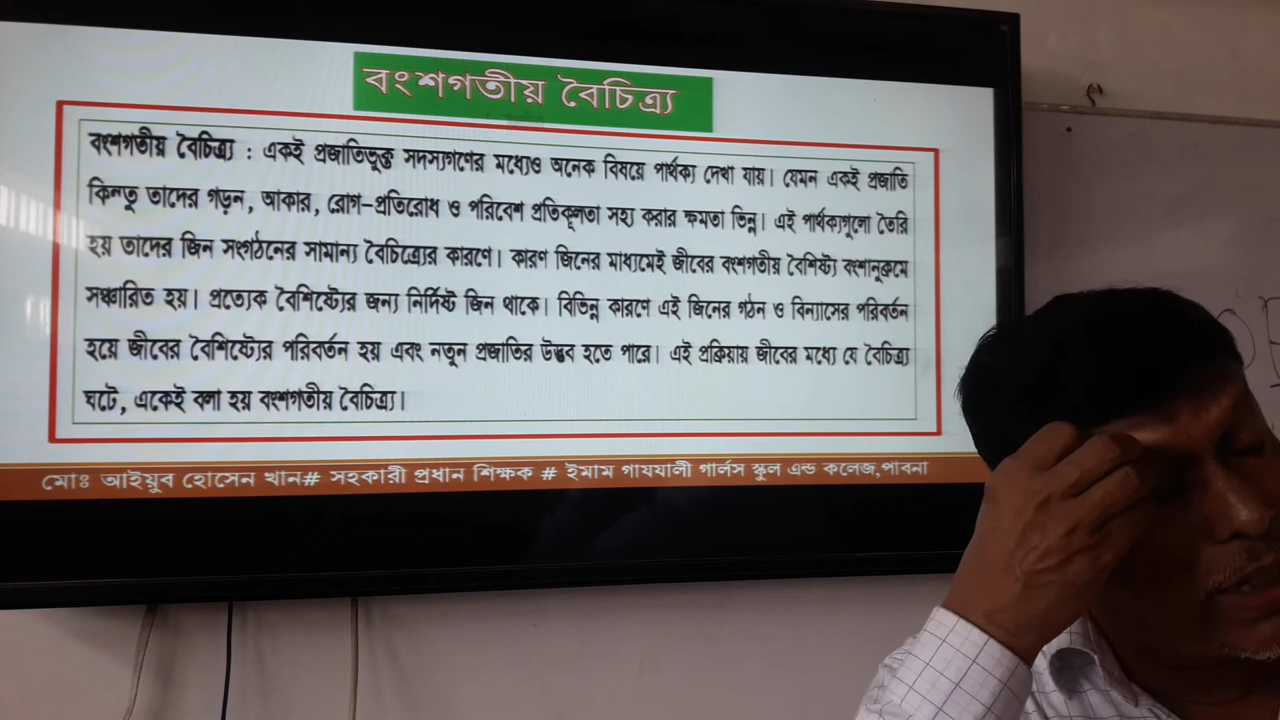 বংশগতীয় বৈচিত্র্য
বংশগতীয় বৈচিত্র্য : একই প্রজাতিভুক্ত সদস্যগণের মধ্যেও অনেক বিষয়ে পার্থক্য দেখা যায়। যেমন একই প্রজাতি
কিন্তু তাদের গড়ন, আকার, রোগ-প্রতিরোধ ও পরিবেশ প্রতিকূলতা সহ্য করার ক্ষমতা ভিন্ন। এই পার্থক্যগুলো তৈরি
হয় তাদের জিন সংগঠনের সামান্য বৈচিত্র্যের কারণে। কারণ জিনের মাধ্যমেই জীবের বংশগতীয় বৈশিষ্ট্য বংশানুক্রমে
সঞ্চারিত হয়। প্রত্যেক বৈশিষ্ট্যের জন্য নির্দিষ্ট জিন থাকে। বিভিন্ন কারণে এই জিনের গঠন ও বিন্যাসের পরিবর্তন
হয়ে জীবের বৈশিষ্ট্যের পরিবর্তন হয় এবং নতুন প্রজাতির উদ্ভব হতে পারে। এই প্রক্রিয়ায় জীবের মধ্যে যে বৈচিত্র্য
ঘটে, একেই বলা হয় বংশগতীয় বৈচিত্র্য।
মোঃ আইয়ুব হোসেন খান# সহকারী প্রধান শিক্ষক # ইমাম গাযযালী গার্লস স্কুল এন্ড কলেজ,পাবনা